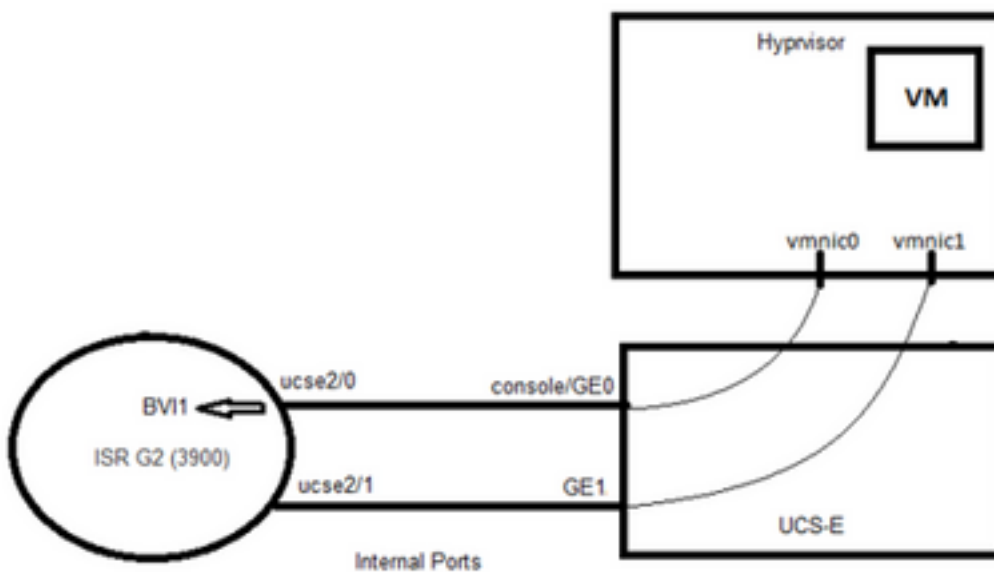 Hyprvisor
VM
vmnic0 vmnic1
ucse2/0 console/GE0
BVI1
ISR G2 (3900)
ucse2/1 GE1
UCS-E
Internal Ports